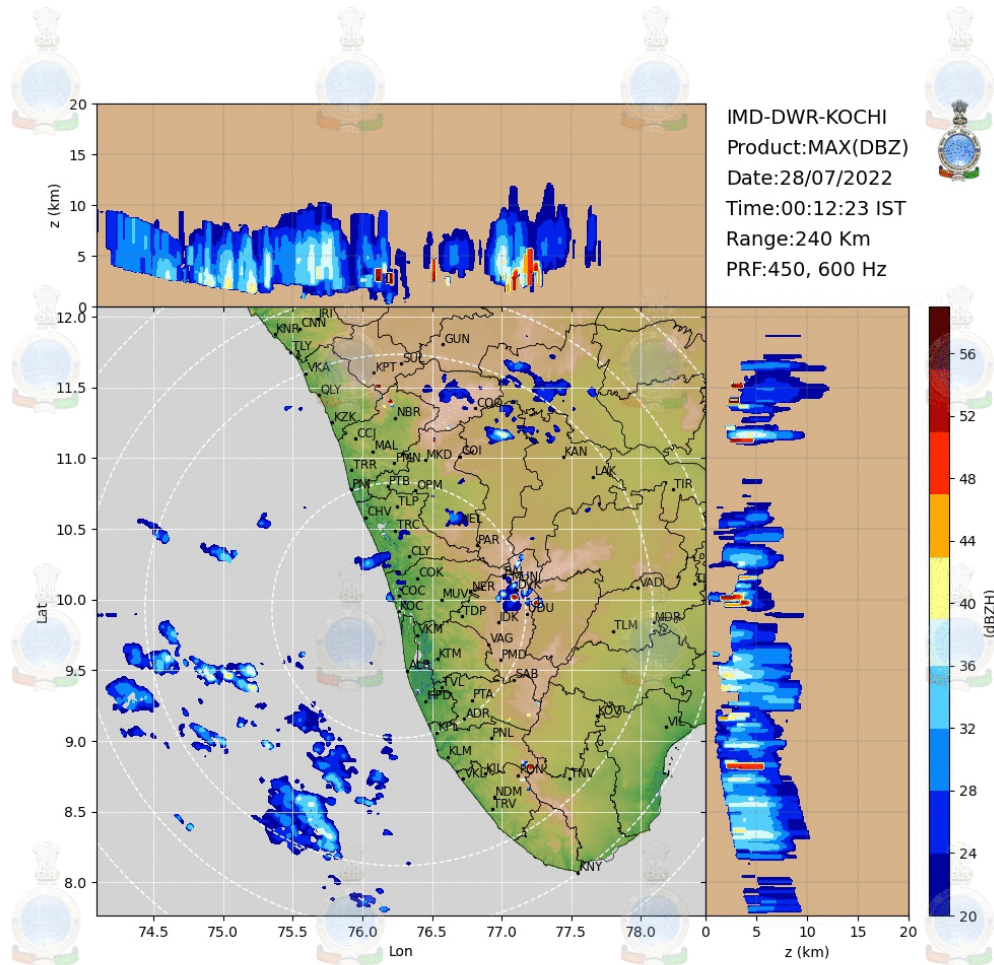 IMD-DWR-KOCHI
Product:MAX(DBZ)
Date:28/07/2022
Time:00:12:23 IST
Range:240 Km
PRF:450, 600 Hz
20
15
10
5
0
z (km)
12.0
11.5
11.0
10.5
10.0
9.5
9.0
8.5
8.0
Lat
IRI
CNN
KNR
TLY
GUN
SUL
VKA
KPT
QLY
COO
KZK
NBR
CCJ
MAL
PMN
MKD
COI
KAN
TRR
LAK
PNI
PTB
OPM
TIR
TLP
CHV
TRC
NEL
PAR
CLY
COK
MUN
DVK
VAD
COC
MUV
NER
KOC
TDP
UDU
IDK
MDR
VKM
TLM
VAG
KTM
PMD
ALP
SAB
TVL
HPD
PTA
ADR
KOV
KPL
PNL
VIL
KLM
VKL
KIL
PON
TNV
NDM
TRV
KNY
74.5 75.0 75.5 76.0 76.5 77.0 77.5 78.0
Lon
0 5 10 15 20
z (km)
56
52
48
44
40
36
32
28
24
20
(dBZH)